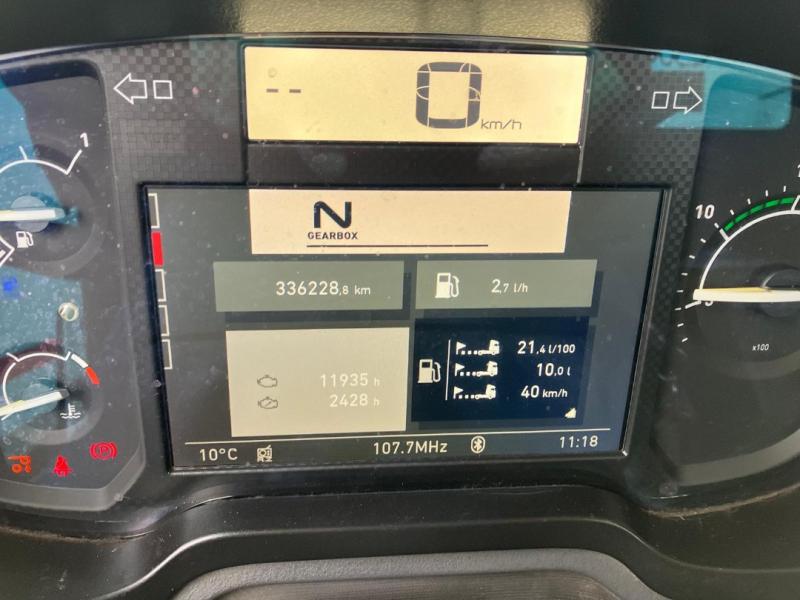 -- 0 km/h
1
N
GEARBOX
10
336228,8 km
2,7 l/h
21,4 l/100
10,0 l
40 km/h
11935 h
2428 h
x100
10°C
107.7MHz
11:18